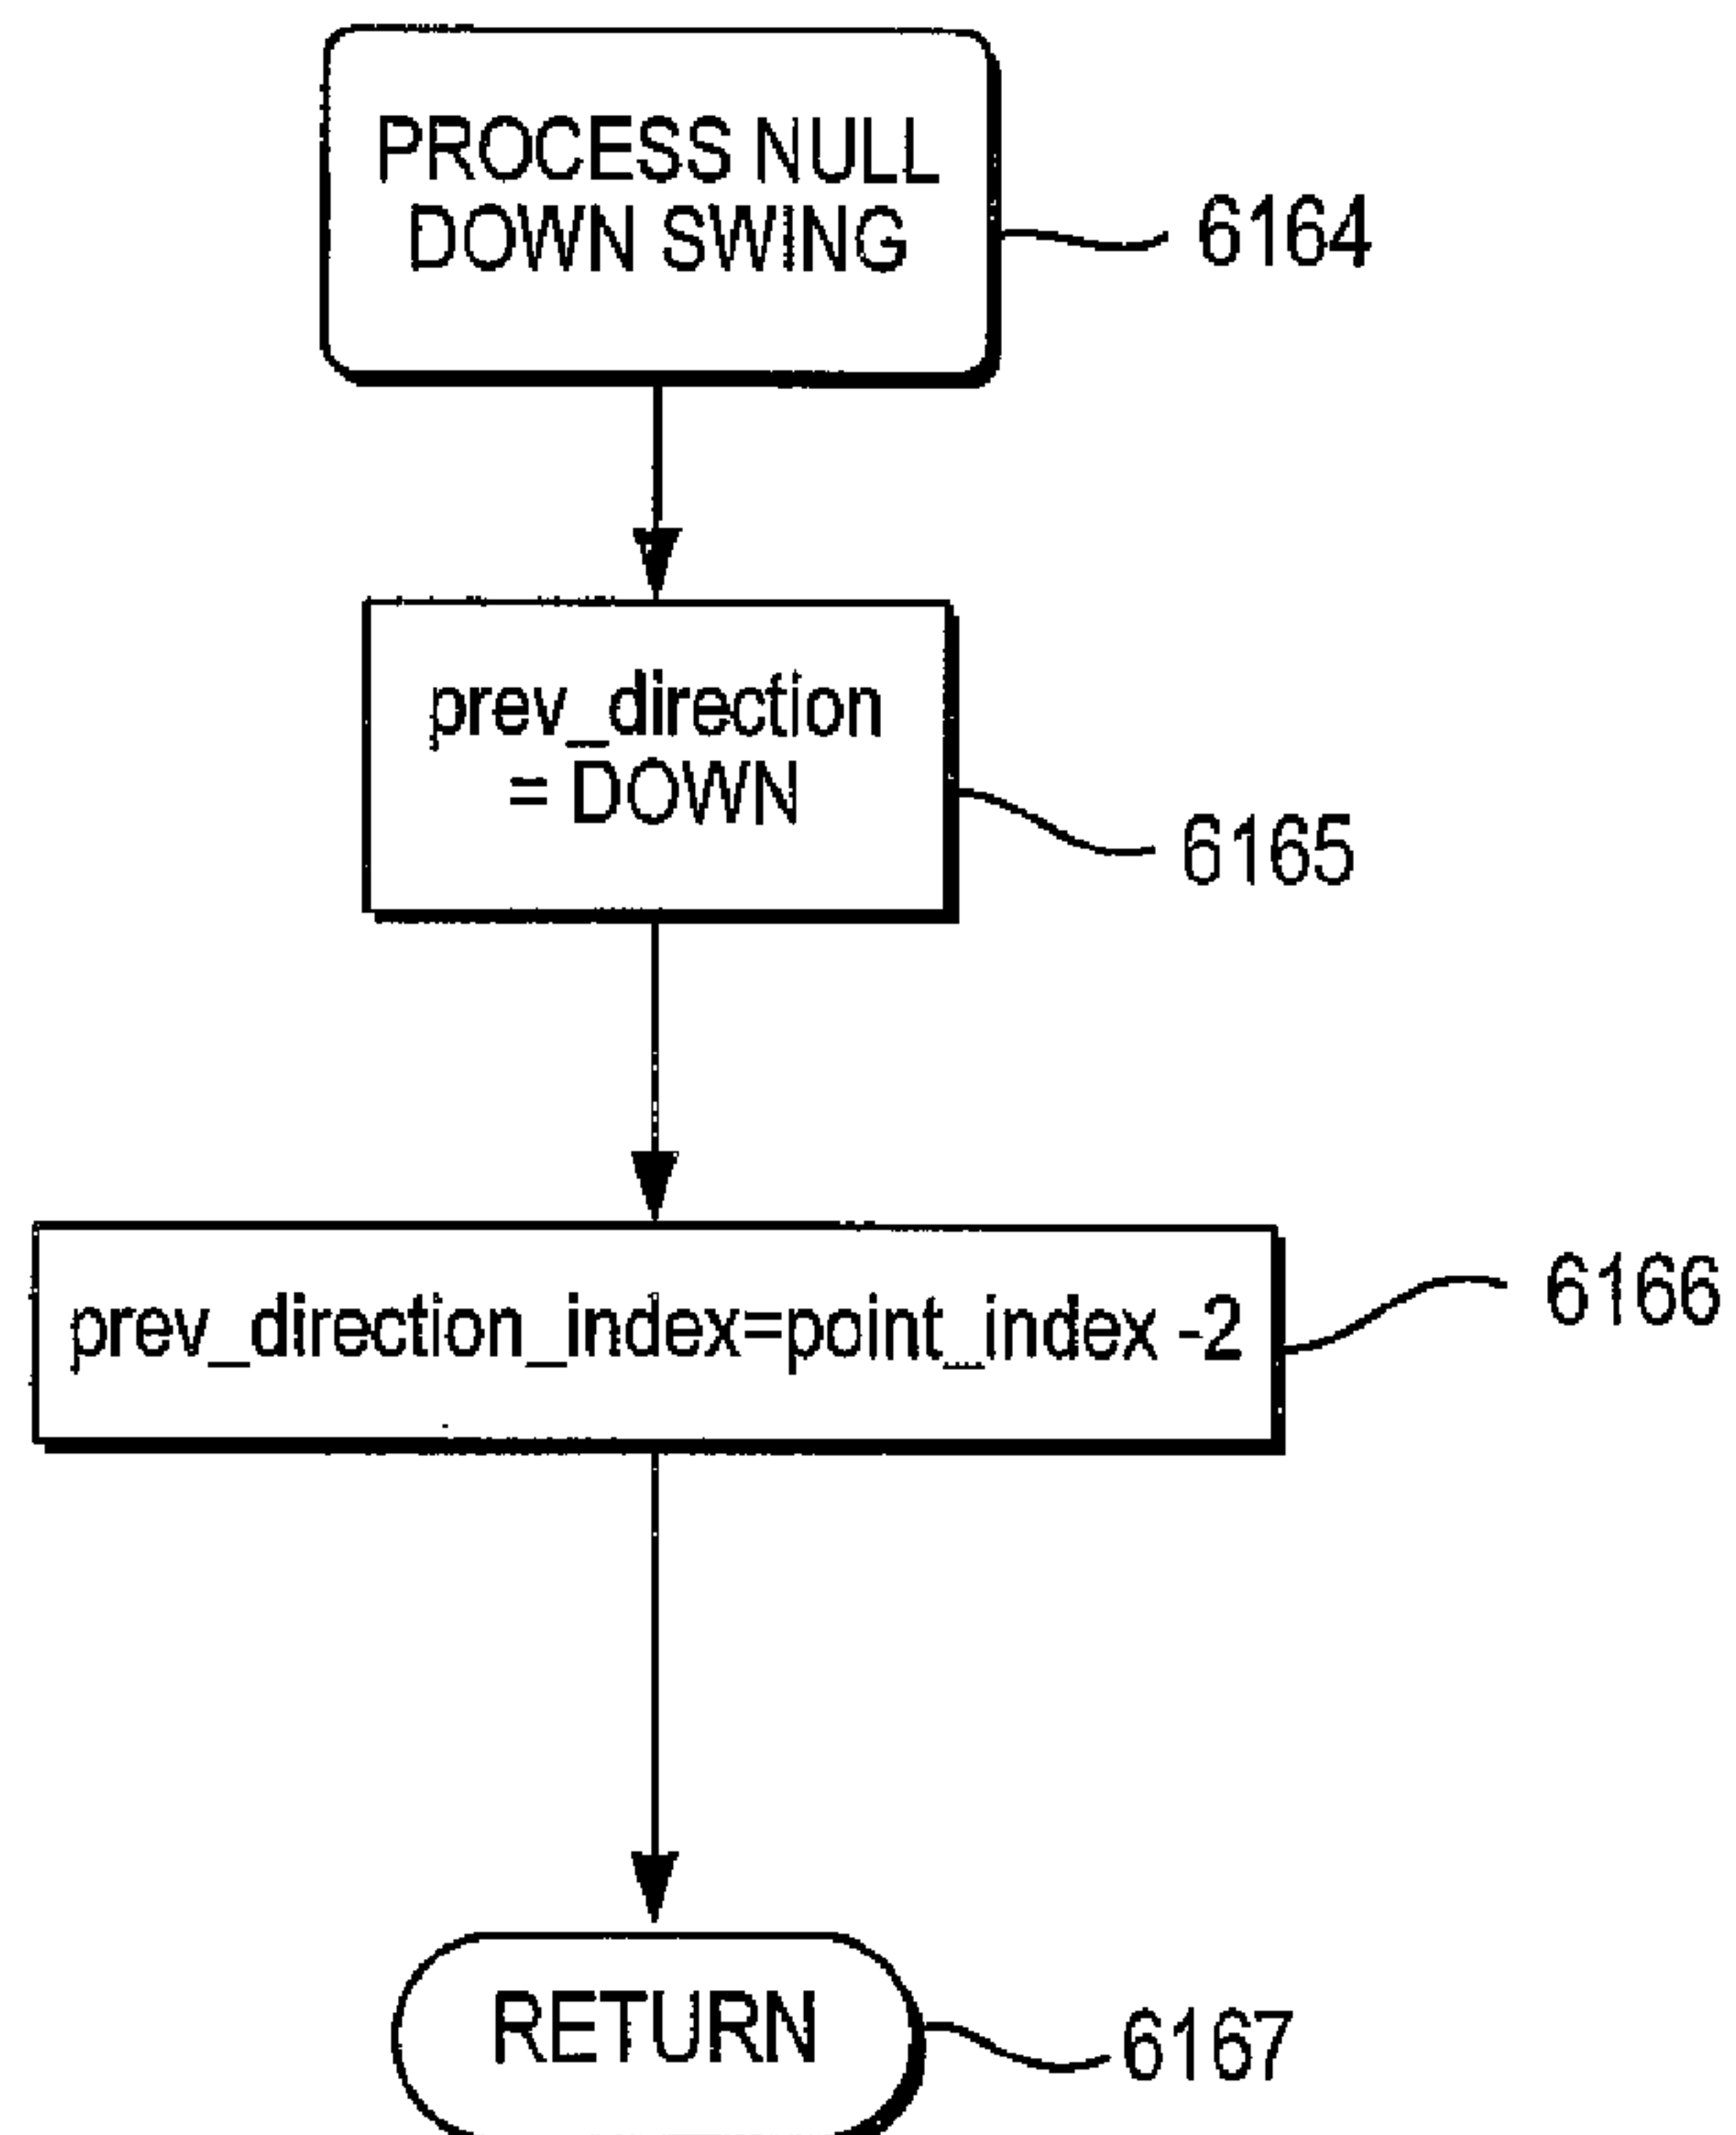 PROCESS NULL
DOWN SWING
6164
prev_direction
= DOWN
6165
prev_direction_index=point_index -2
6166
RETURN
6167